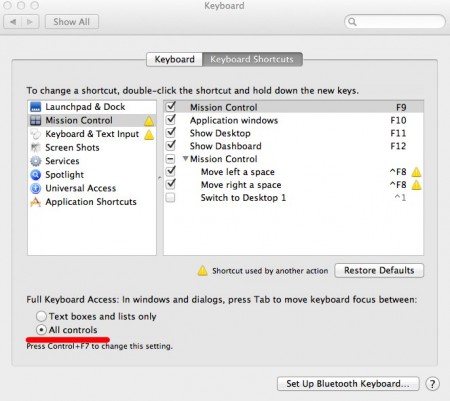 Keyboard
Show All
Keyboard Keyboard Shortcuts
To change a shortcut, double-click the shortcut and hold down the new keys.
Launchpad & Dock
Mission Control
Keyboard & Text Input
Screen Shots
Services
Spotlight
Universal Access
Application Shortcuts
Mission Control F9
Application windows F10
Show Desktop F11
Show Dashboard F12
Mission Control
Move left a space ^F8
Move right a space ^F8
Switch to Desktop 1 ^1
Shortcut used by another action Restore Defaults
Full Keyboard Access: In windows and dialogs, press Tab to move keyboard focus between:
Text boxes and lists only
All controls
Press Control+F7 to change this setting.
Set Up Bluetooth Keyboard... ?